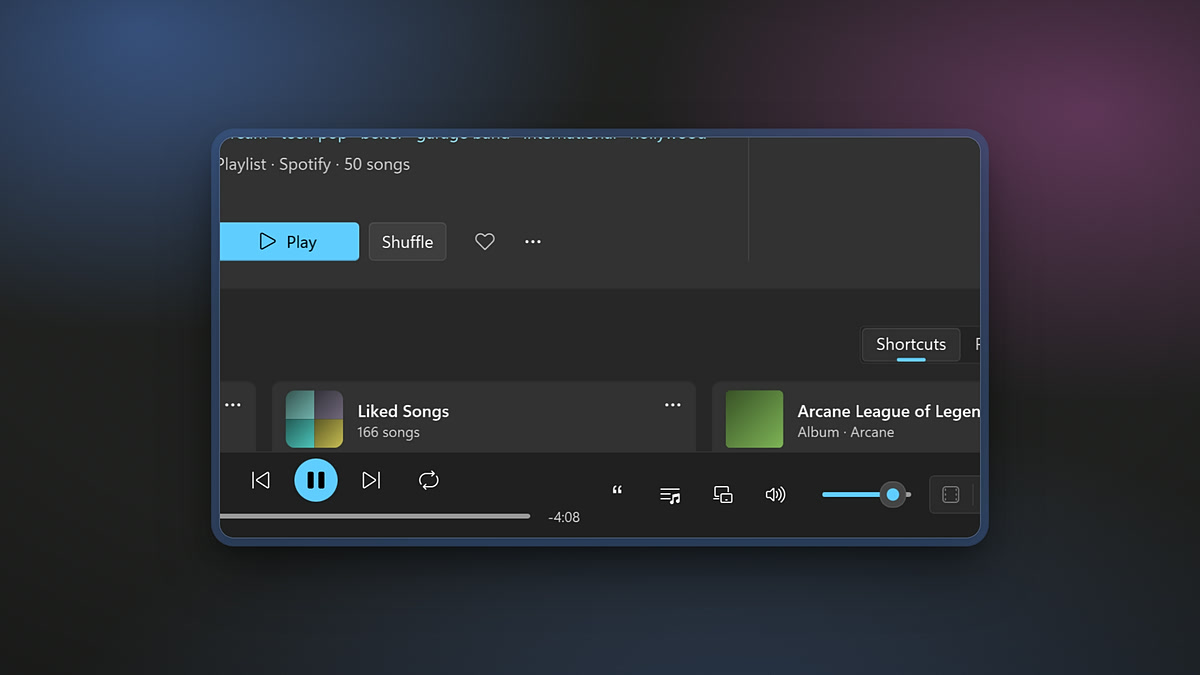 Playlist · Spotify · 50 songs
Play
Shuffle
Shortcuts
Liked Songs
166 songs
Arcane League of Legen
Album · Arcane
“
-4:08